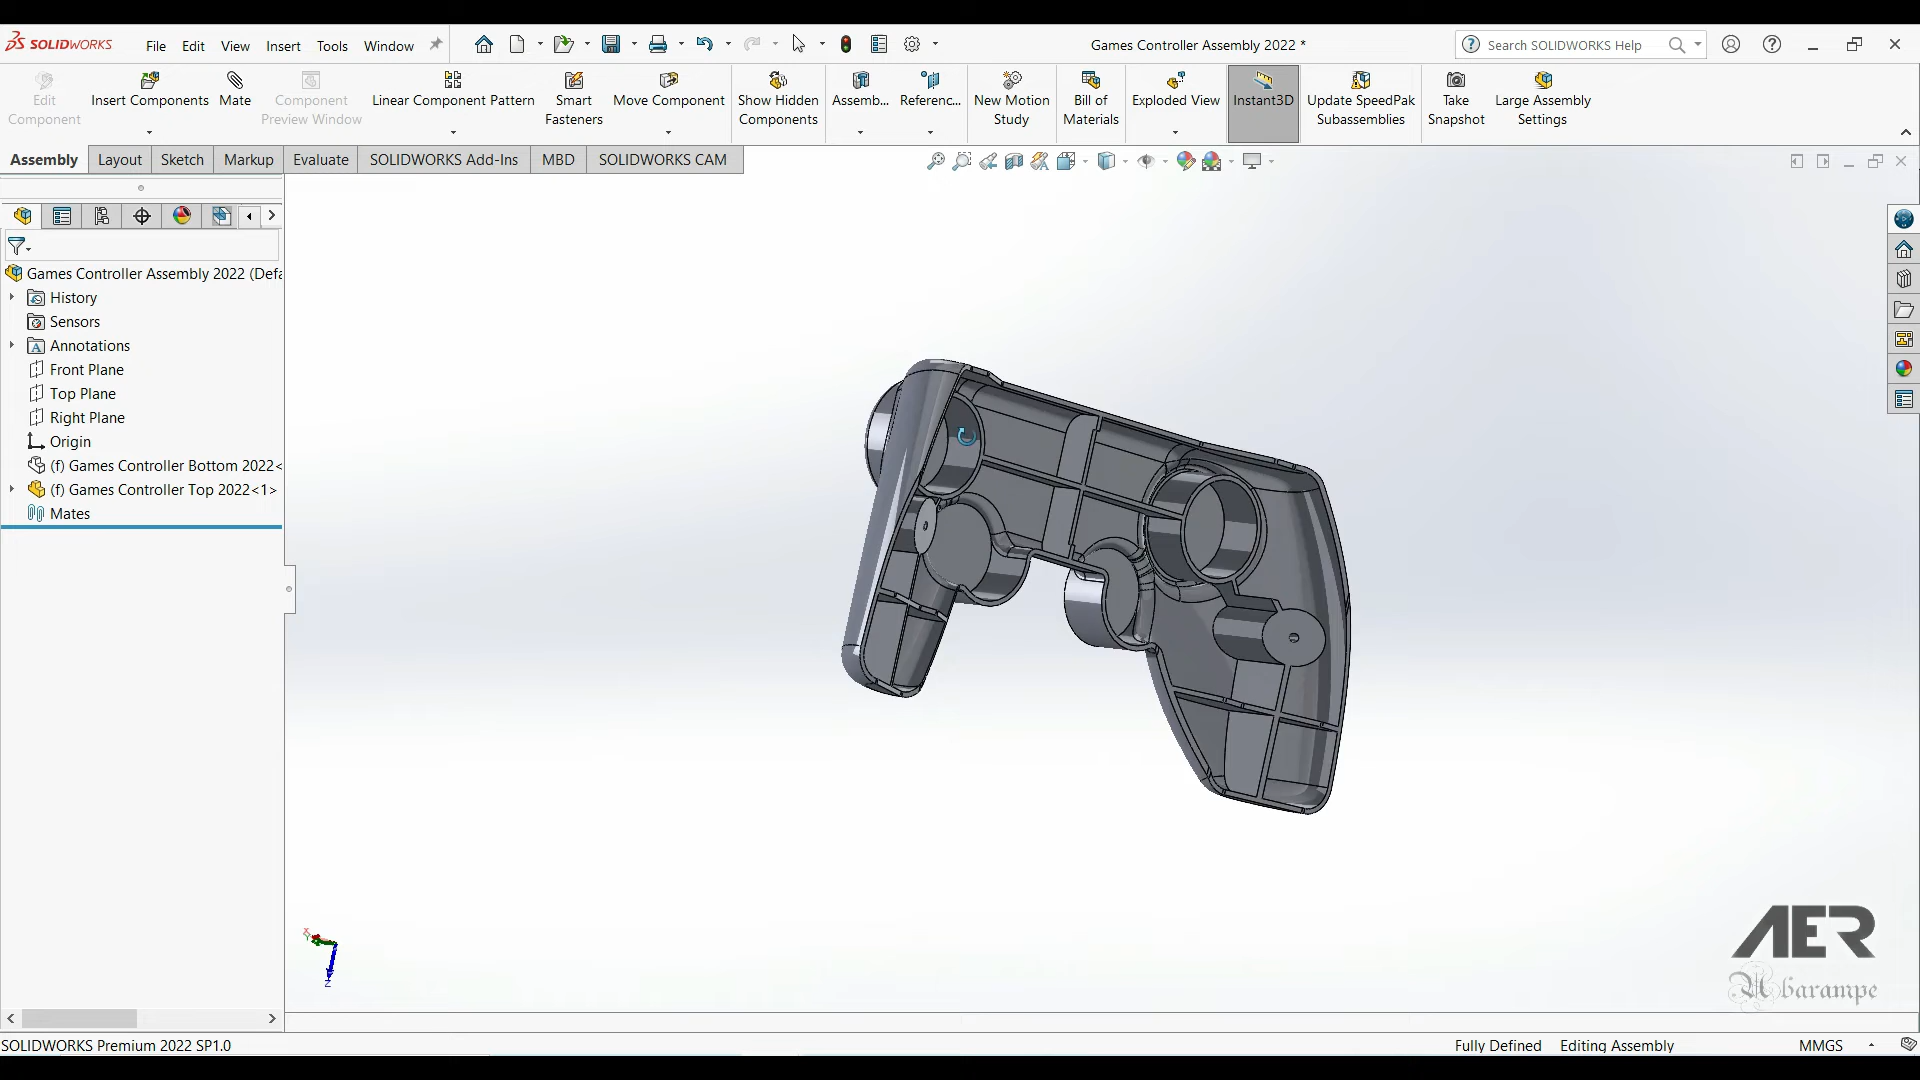 SOLIDWORKS File Edit View Insert Tools Window Games Controller Assembly 2022 * Search SOLIDWORKS Help
Edit Component
Insert Components
Mate
Component Preview Window
Linear Component Pattern
Smart Fasteners
Move Component
Show Hidden Components
Assemb...
Referenc...
New Motion Study
Bill of Materials
Exploded View
Instant3D
Update SpeedPak Subassemblies
Take Snapshot
Large Assembly Settings
Assembly Layout Sketch Markup Evaluate SOLIDWORKS Add-Ins MBD SOLIDWORKS CAM
Games Controller Assembly 2022 (Defa
History
Sensors
Annotations
Front Plane
Top Plane
Right Plane
Origin
(f) Games Controller Bottom 2022<
(f) Games Controller Top 2022<1>
Mates
Z
AER
Mbarampe
SOLIDWORKS Premium 2022 SP1.0 Fully Defined Editing Assembly MMGS